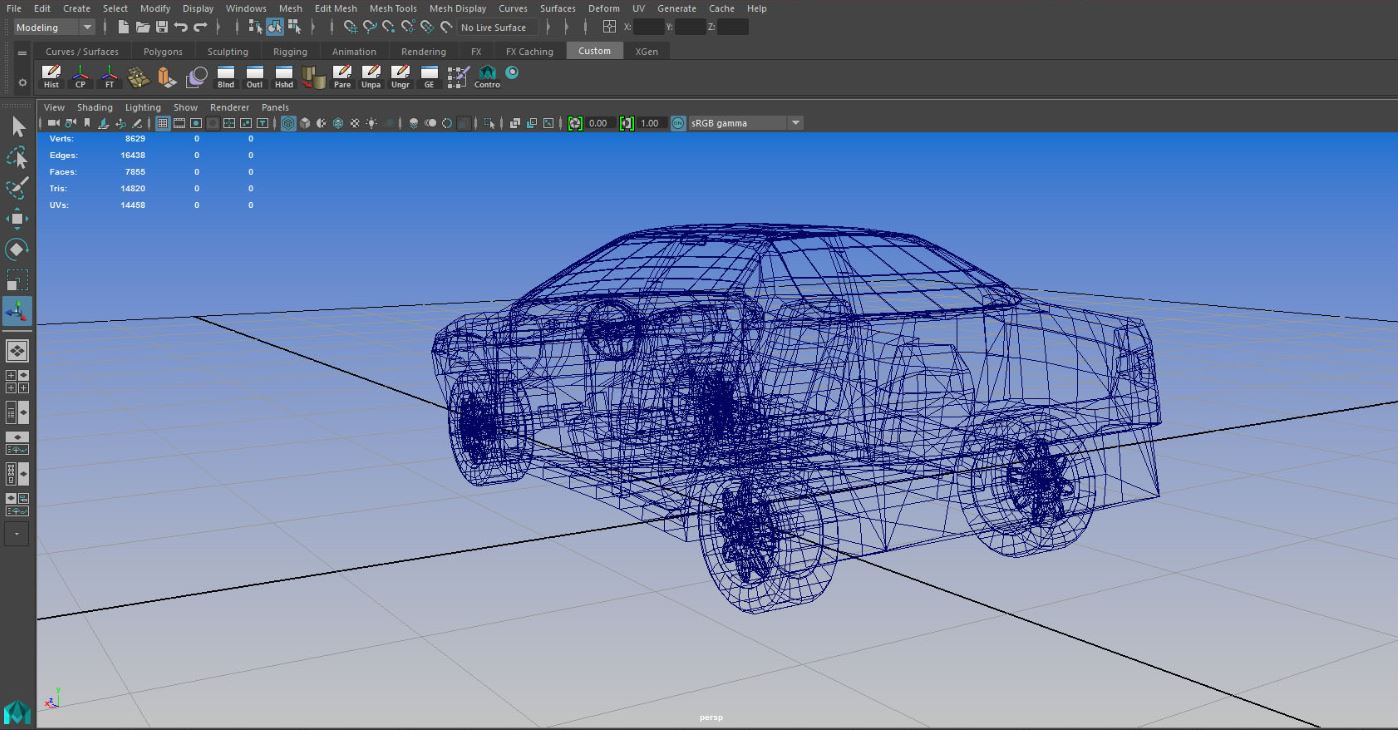 File Edit Create Select Modify Display Windows Mesh Edit Mesh Mesh Tools Mesh Display Curves Surfaces Deform UV Generate Cache Help
Modeling No Live Surface X: Y: Z:
Curves / Surfaces Polygons Sculpting Rigging Animation Rendering FX FX Caching Custom XGen
Hist CP FT Blnd Outl Hshd Pare Unpa Ungr GE Contro
View Shading Lighting Show Renderer Panels
0.00 1.00 ON sRGB gamma
Verts: 8629 0 0
Edges: 16438 0 0
Faces: 7855 0 0
Tris: 14820 0 0
UVs: 14458 0 0
y
z
x
persp